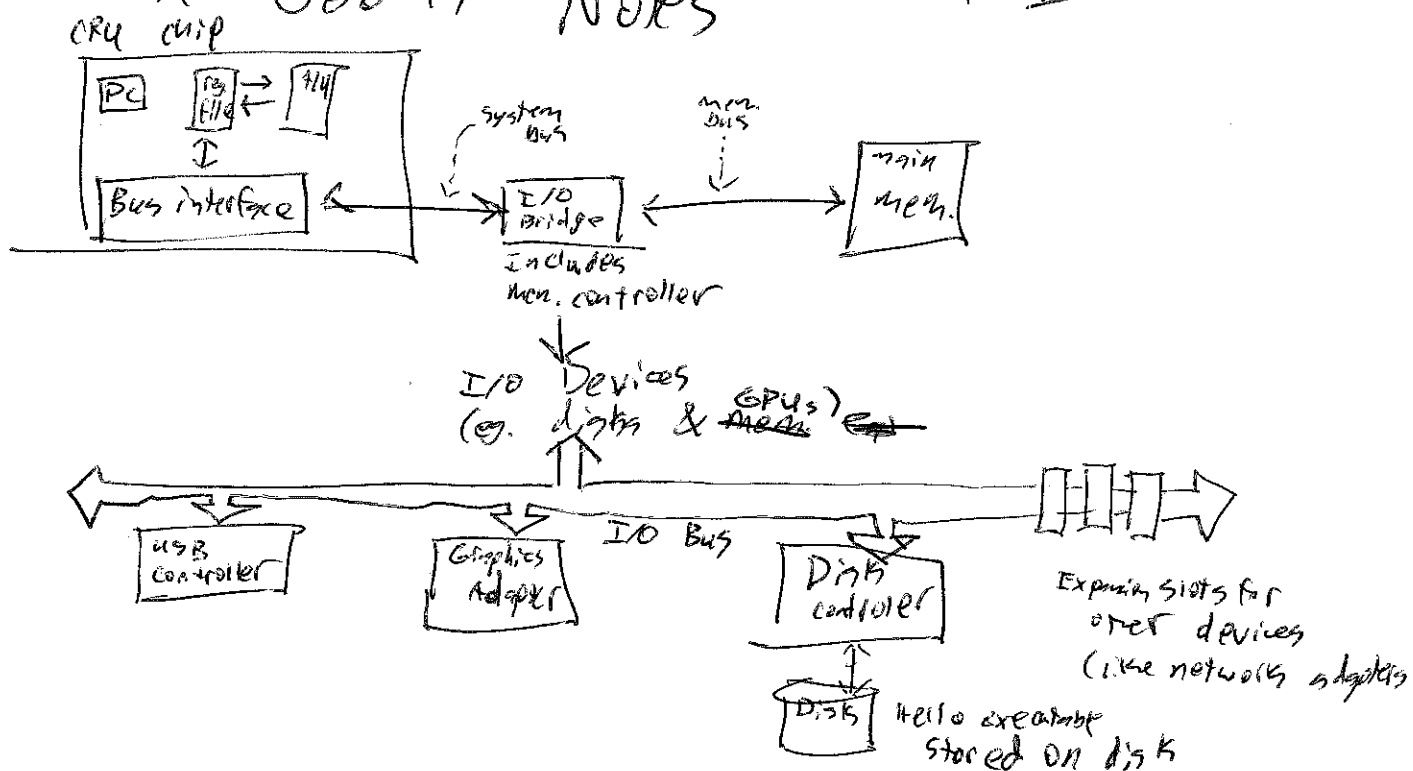 Notes
CPU chip
PC
reg
file
ALU
system
bus
mem.
bus
main
mem.
Bus interface
I/O
Bridge
Includes
mem. controller
I/O Devices
(eg. disks & GPUs)
I/O Bus
USB
Controller
Graphics
Adapter
Disk
controller
Expansion slots for
other devices
(like network adapters
Disk
Hello executable
stored on disk